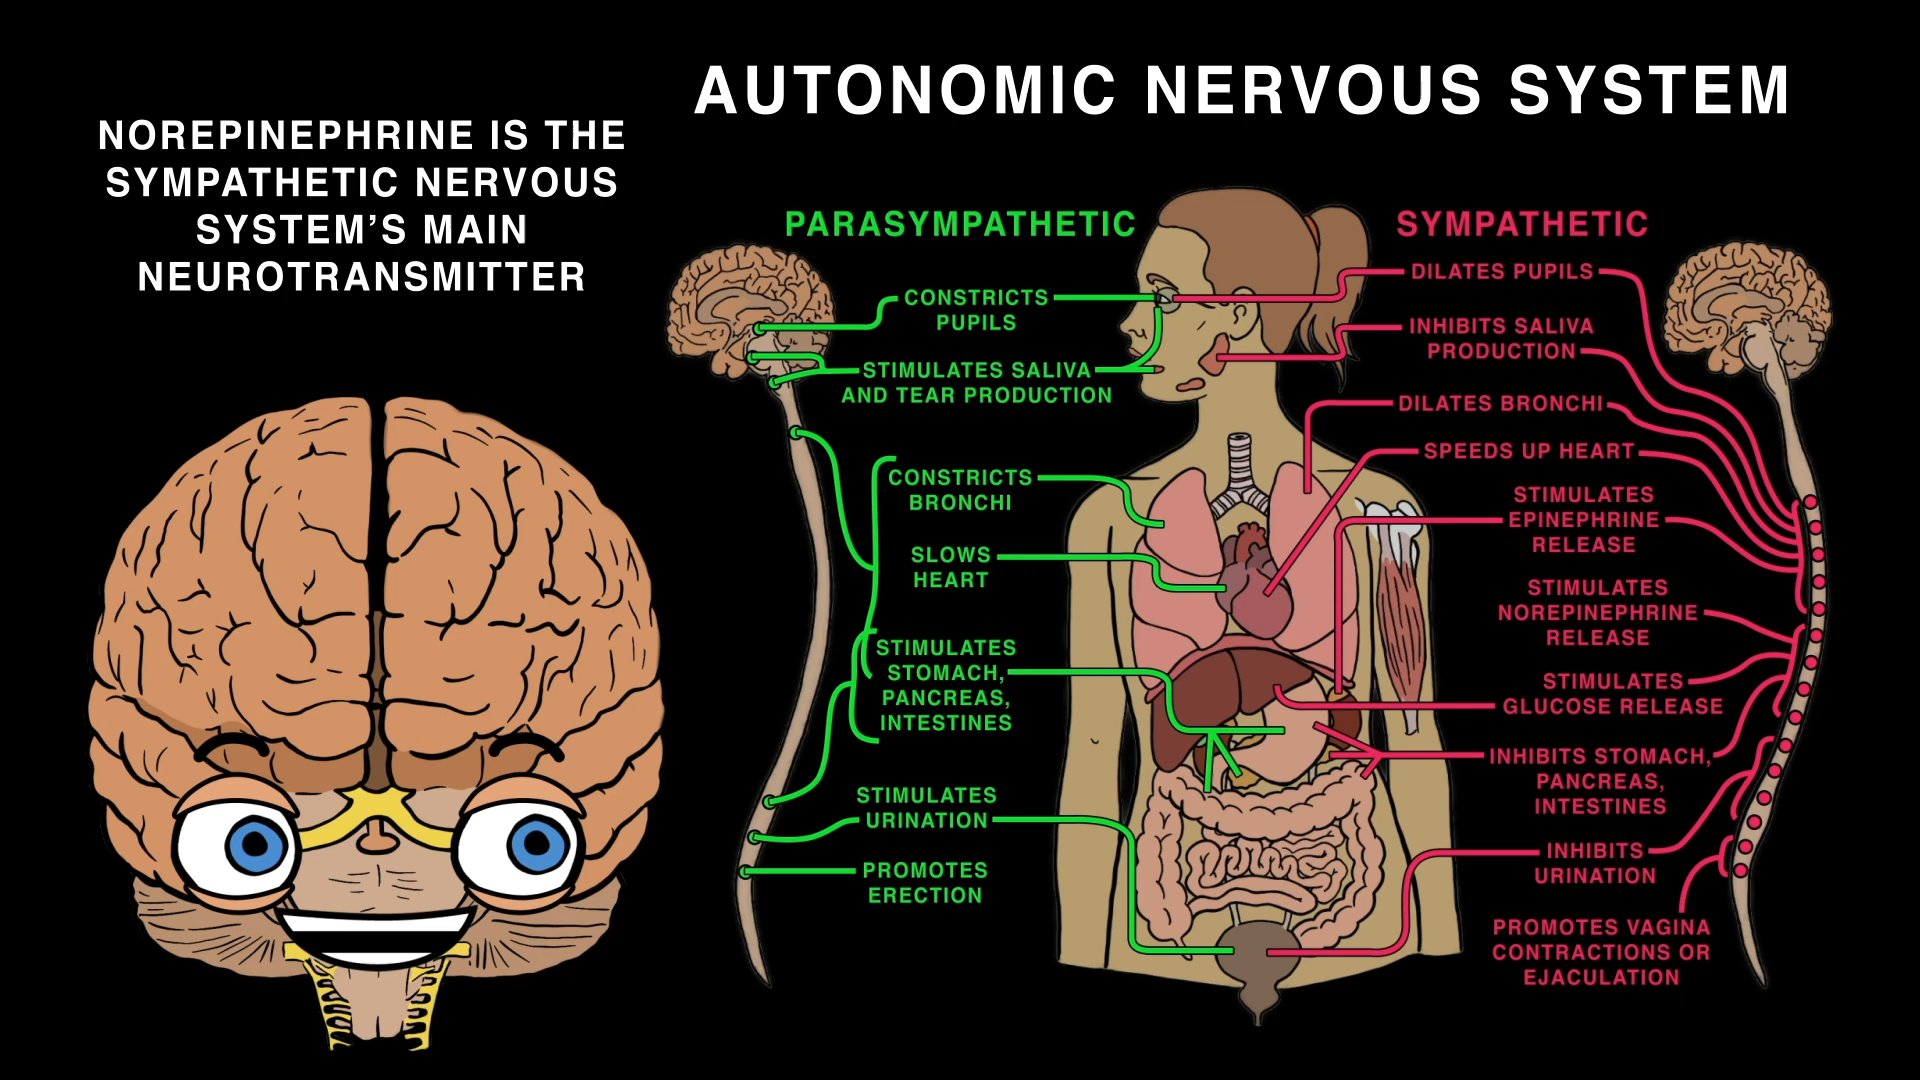 AUTONOMIC NERVOUS SYSTEM
NOREPINEPHRINE IS THE
SYMPATHETIC NERVOUS
SYSTEM’S MAIN
NEUROTRANSMITTER
PARASYMPATHETIC
CONSTRICTS
PUPILS
STIMULATES SALIVA
AND TEAR PRODUCTION
CONSTRICTS
BRONCHI
SLOWS
HEART
STIMULATES
STOMACH,
PANCREAS,
INTESTINES
STIMULATES
URINATION
PROMOTES
ERECTION
SYMPATHETIC
DILATES PUPILS
INHIBITS SALIVA
PRODUCTION
DILATES BRONCHI
SPEEDS UP HEART
STIMULATES
EPINEPHRINE
RELEASE
STIMULATES
NOREPINEPHRINE
RELEASE
STIMULATES
GLUCOSE RELEASE
INHIBITS STOMACH,
PANCREAS,
INTESTINES
INHIBITS
URINATION
PROMOTES VAGINA
CONTRACTIONS OR
EJACULATION